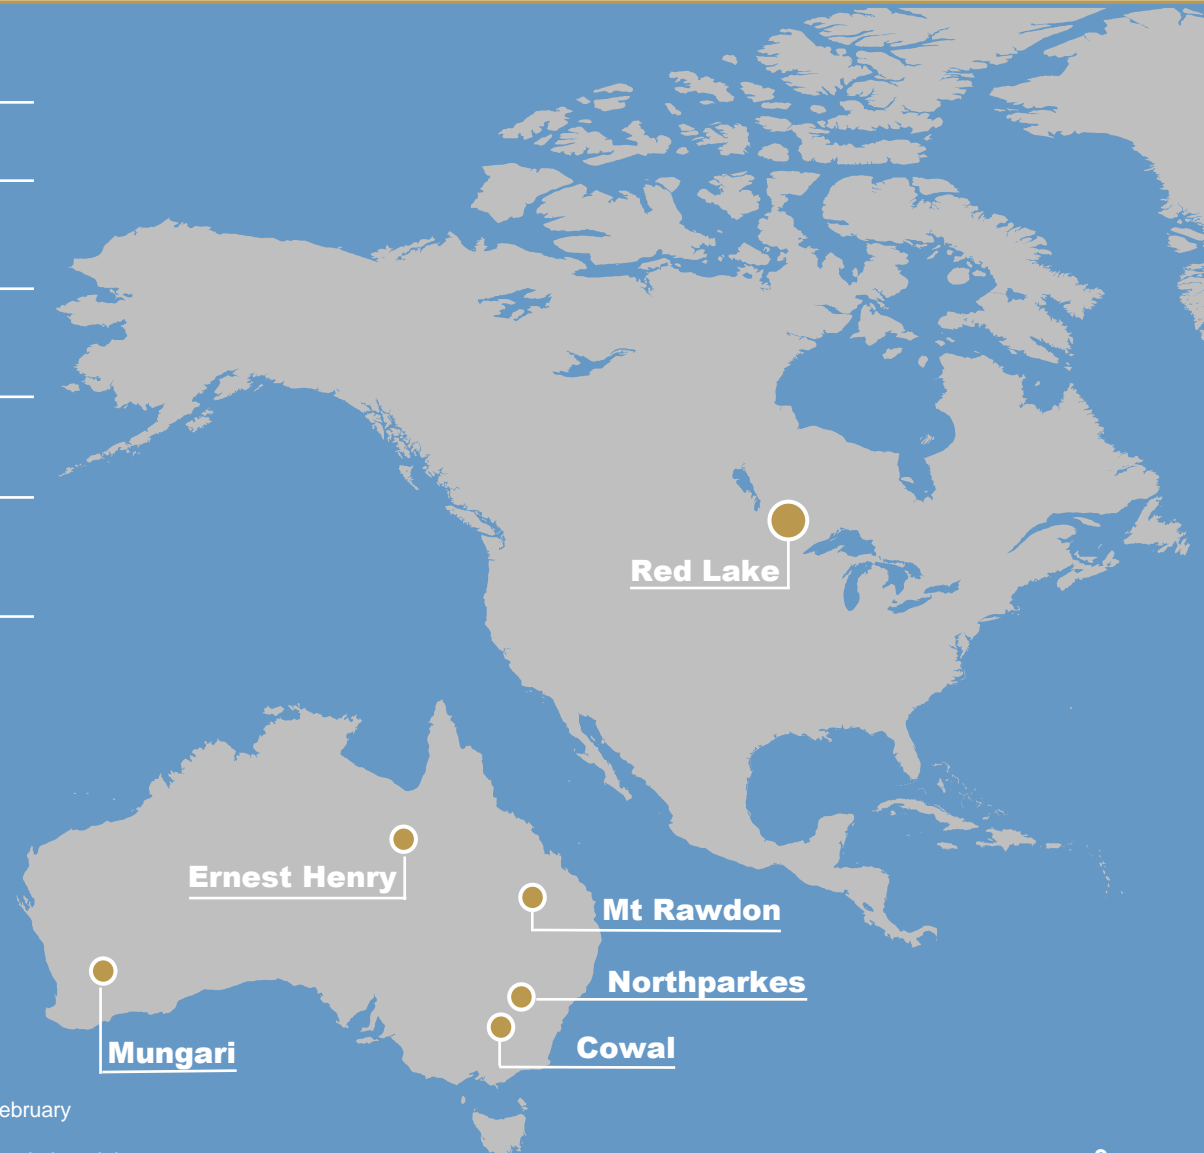 Red Lake
Ernest Henry
Mt Rawdon
Northparkes
Mungari
Cowal
ebruary